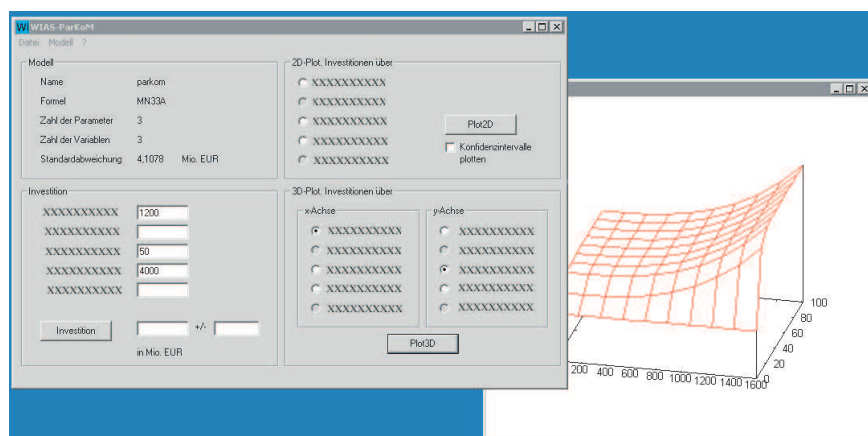 WIAS-ParKoM
Datei Modell ?
Modell
Name parkom
Formel MN33A
Zahl der Parameter 3
Zahl der Variablen 3
Standardabweichung 4,1078 Mio. EUR
2D-Plot, Investitionen über
XXXXXXXXXX
XXXXXXXXXX
XXXXXXXXXX
XXXXXXXXXX
XXXXXXXXXX
Plot2D
Konfidenzintervalle
plotten
Investition
XXXXXXXXXX 1200
XXXXXXXXXX
XXXXXXXXXX 50
XXXXXXXXXX 4000
XXXXXXXXXX
Investition +/-
in Mio. EUR
3D-Plot, Investitionen über
x-Achse
XXXXXXXXXX
XXXXXXXXXX
XXXXXXXXXX
XXXXXXXXXX
XXXXXXXXXX
y-Achse
XXXXXXXXXX
XXXXXXXXXX
XXXXXXXXXX
XXXXXXXXXX
XXXXXXXXXX
Plot3D
100
80
60
40
20
0
200 400 600 800 1000 1200 1400 1600